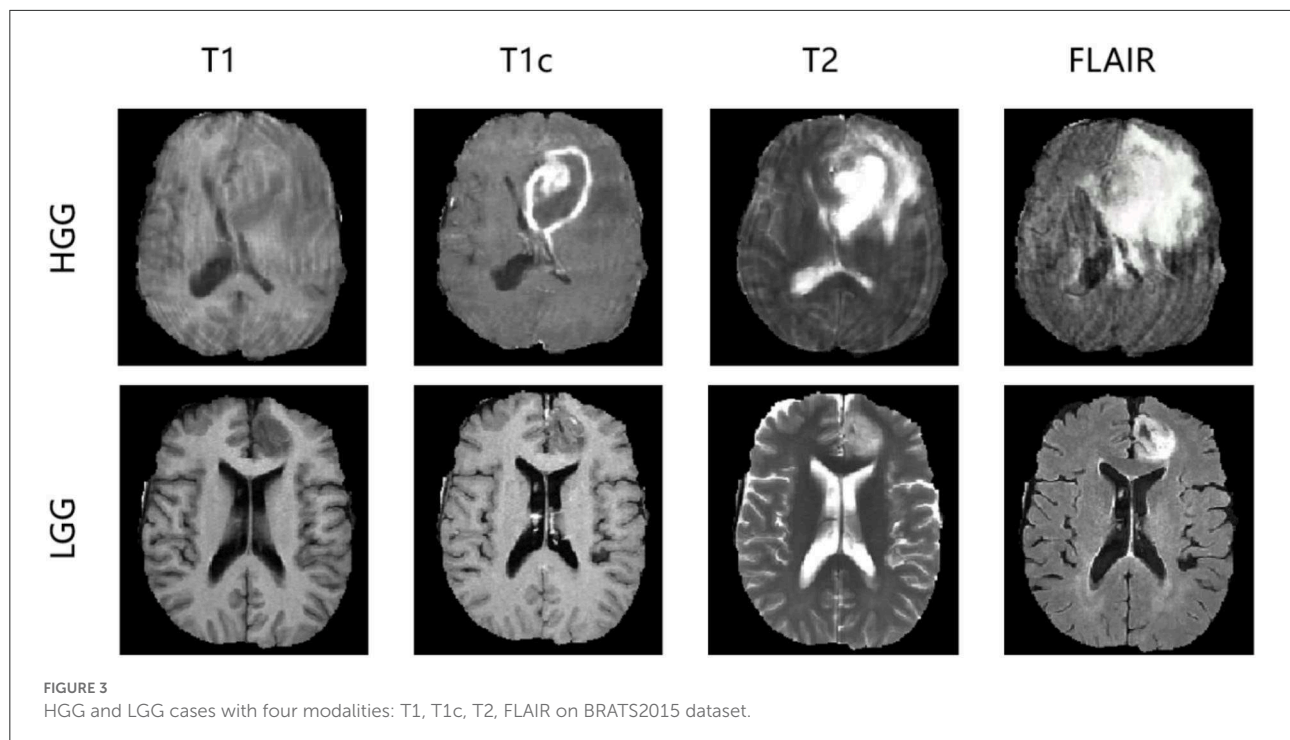 T1 T1c T2 FLAIR
HGG
LGG
FIGURE 3
HGG and LGG cases with four modalities: T1, T1c, T2, FLAIR on BRATS2015 dataset.